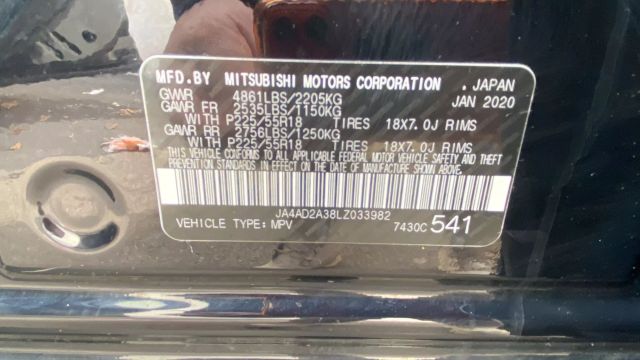 MFD.BY MITSUBISHI MOTORS CORPORATION . JAPAN
GVWR 4861LBS/2205KG JAN 2020
GAWR FR 2535LBS/1150KG
WITH P225/55R18 TIRES 18X7.0J RIMS
GAWR RR 2756LBS/1250KG
WITH P225/55R18 TIRES 18X7.0J RIMS
THIS VEHICLE CONFORMS TO ALL APPLICABLE FEDERAL MOTOR VEHICLE SAFETY AND THEFT
PREVENTION STANDARDS IN EFFECT ON THE DATE OF MANUFACTURE SHOWN ABOVE.
JA4AD2A38LZ033982
VEHICLE TYPE: MPV 7430C 541